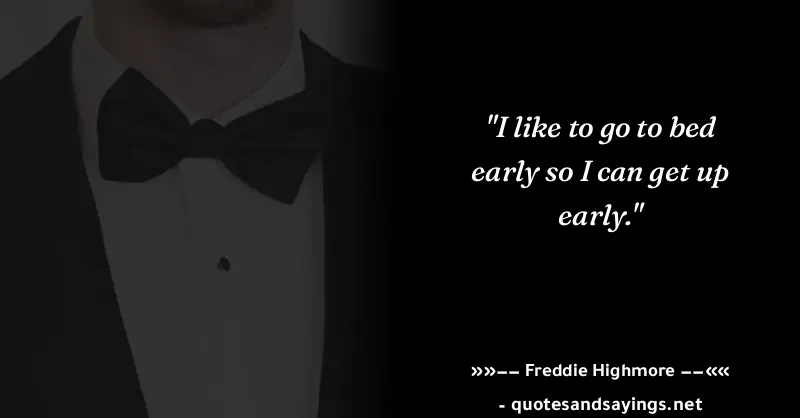 "I like to go to bed
early so I can get up
early."
»»–– Freddie Highmore ––««
- quotesandsayings.net